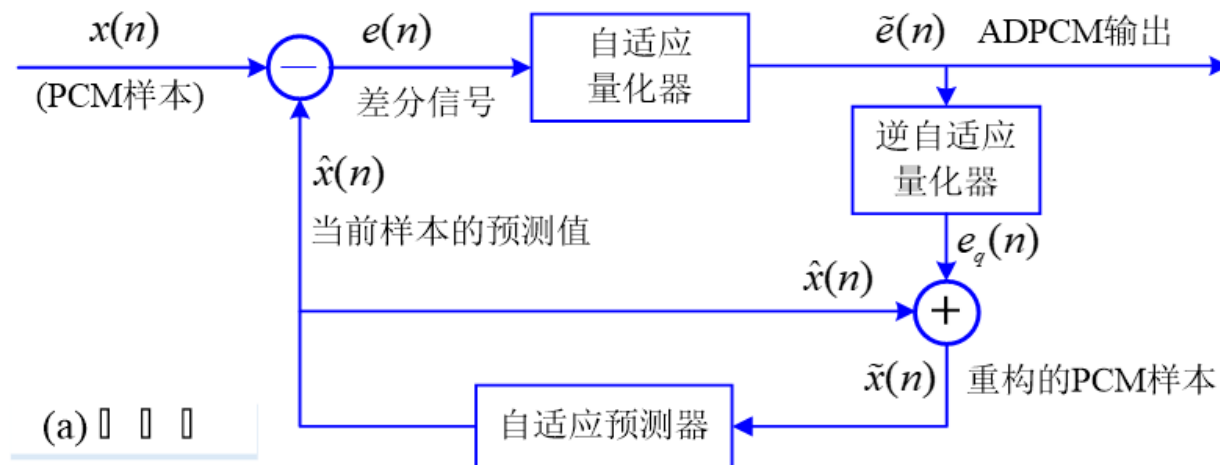 x(n)
(PCM样本)
−
e(n)
差分信号
自适应
量化器
ẽ(n) ADPCM输出
逆自适应
量化器
x̂(n)
当前样本的预测值
e_q(n)
x̂(n)
+
x̃(n) 重构的PCM样本
自适应预测器
(a)